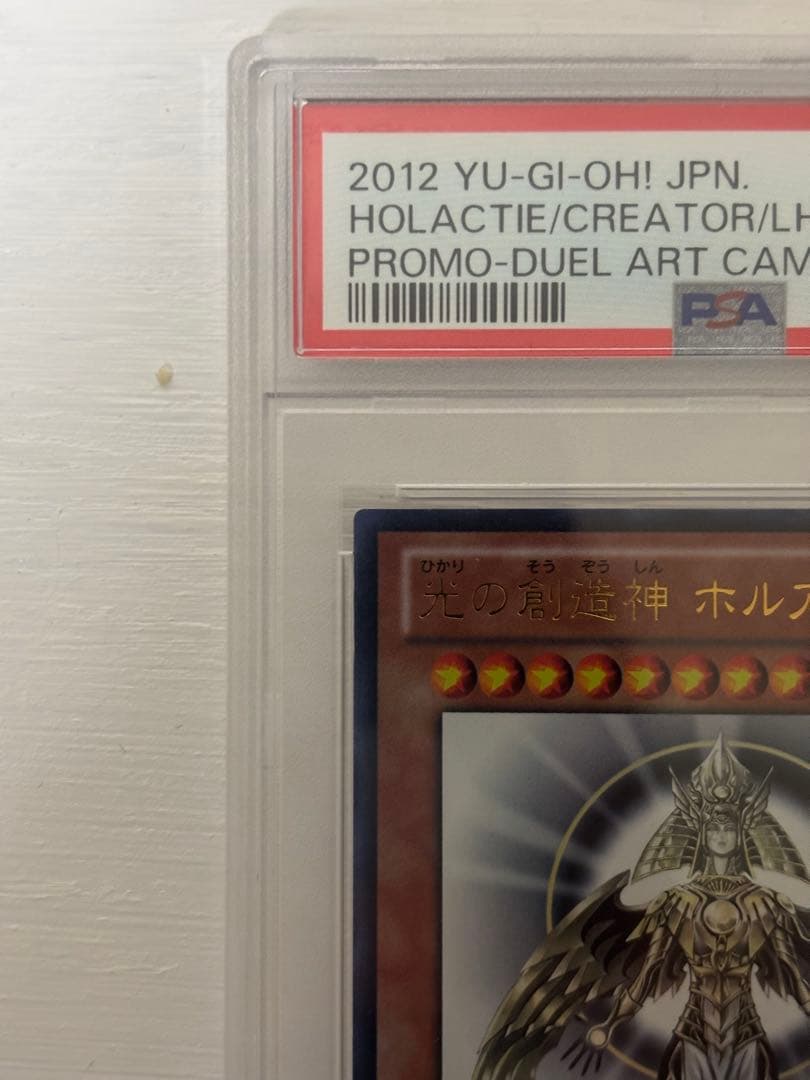 2012 YU-GI-OH! JPN.
HOLACTIE/CREATOR/LH
PROMO-DUEL ART CAM
PSA
ひかり そう ぞう しん
光の創造神 ホルア